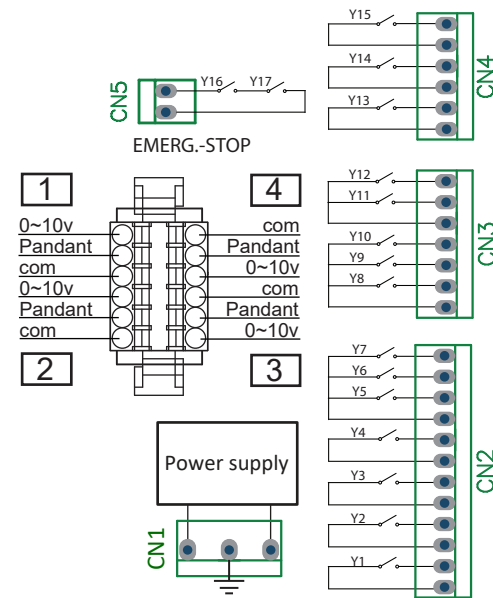 Y15
Y14
Y13
CN4
CN5
Y16 Y17
EMERG.-STOP
1
4
0~10v
Pandant
com
0~10v
Pandant
com
com
Pandant
0~10v
com
Pandant
0~10v
2
3
Y12
Y11
Y10
Y9
Y8
CN3
Y7
Y6
Y5
Y4
Y3
Y2
Y1
CN2
Power supply
CN1